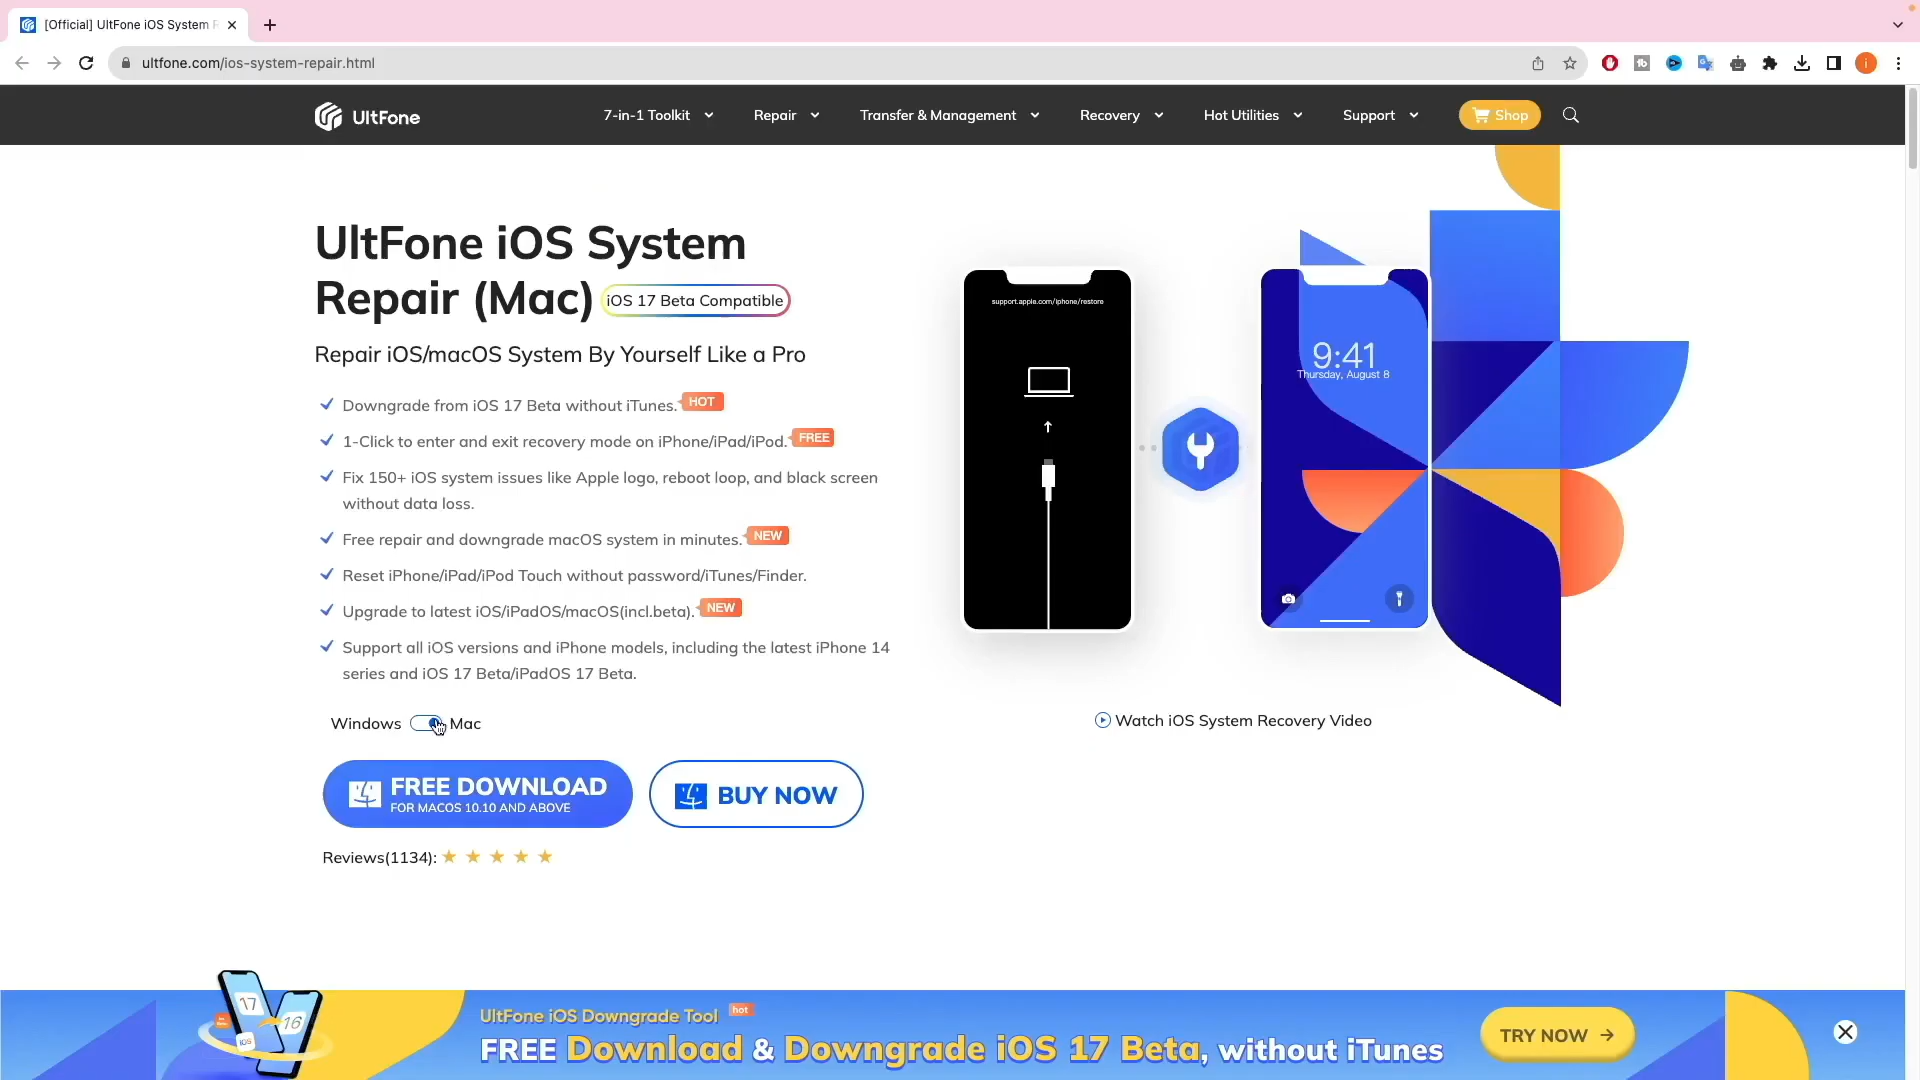 [Official] UltFone iOS System R
ultfone.com/ios-system-repair.html
UltFone
7-in-1 Toolkit
Repair
Transfer & Management
Recovery
Hot Utilities
Support
Shop
UltFone iOS System
Repair (Mac)
iOS 17 Beta Compatible
Repair iOS/macOS System By Yourself Like a Pro
Downgrade from iOS 17 Beta without iTunes. HOT
1-Click to enter and exit recovery mode on iPhone/iPad/iPod. FREE
Fix 150+ iOS system issues like Apple logo, reboot loop, and black screen
without data loss.
Free repair and downgrade macOS system in minutes. NEW
Reset iPhone/iPad/iPod Touch without password/iTunes/Finder.
Upgrade to latest iOS/iPadOS/macOS(incl.beta). NEW
Support all iOS versions and iPhone models, including the latest iPhone 14
series and iOS 17 Beta/iPadOS 17 Beta.
Windows Mac
FREE DOWNLOAD
FOR MACOS 10.10 AND ABOVE
BUY NOW
Reviews(1134):
support.apple.com/iphone/restore
9:41
Thursday, August 8
Watch iOS System Recovery Video
17
16
iOS
UltFone iOS Downgrade Tool hot
FREE Download & Downgrade iOS 17 Beta, without iTunes
TRY NOW